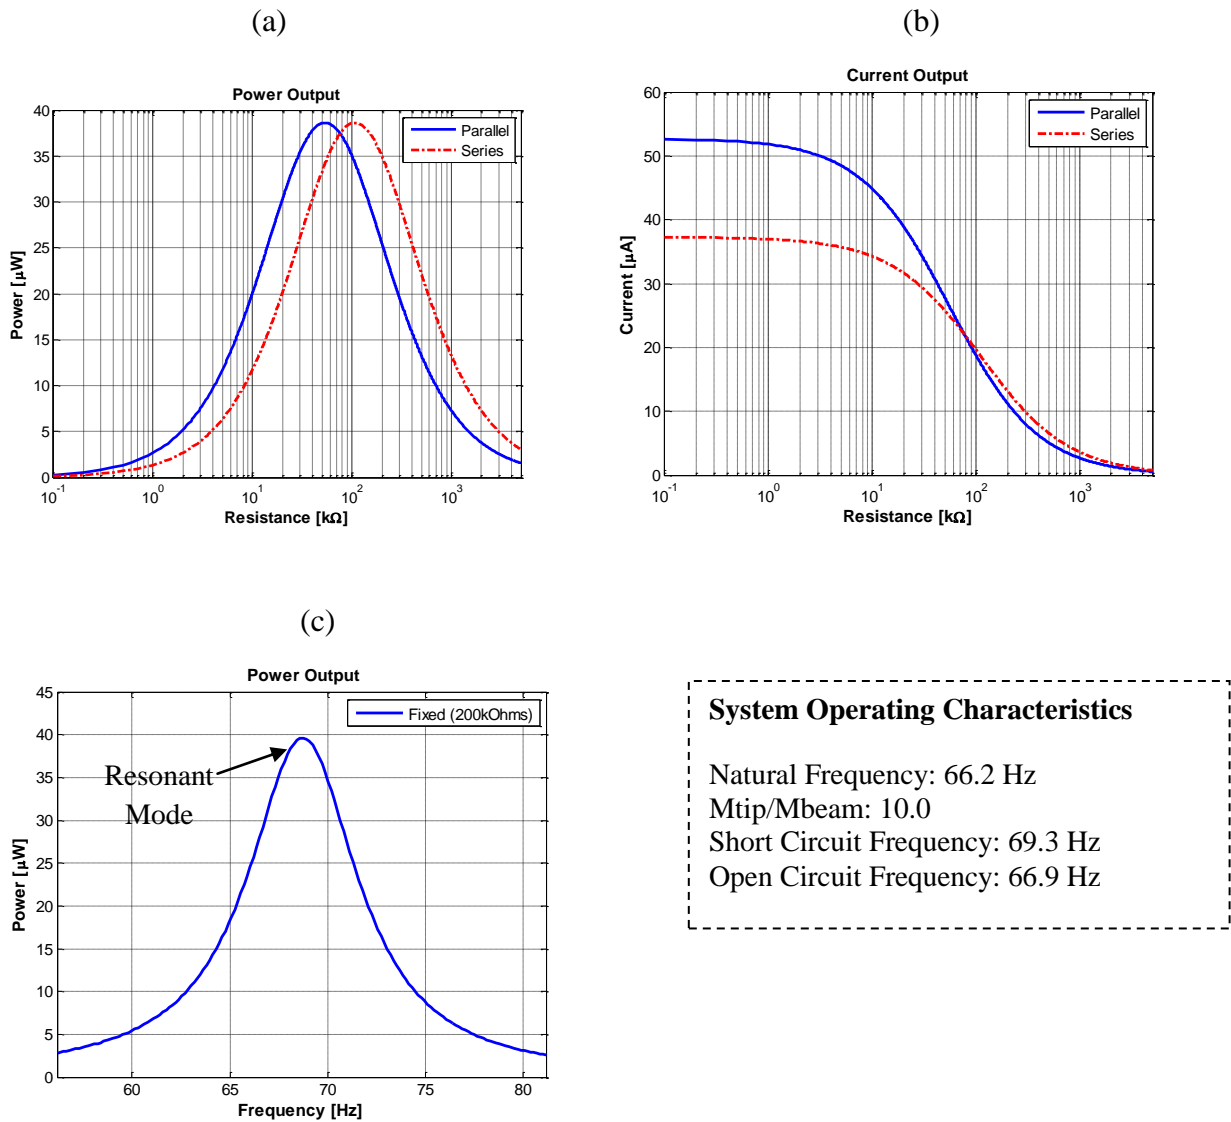 (a)
Power Output
40
35
30
25
20
15
10
5
0
Power [µW]
Parallel
Series
10⁻¹
10⁰
10¹
10²
10³
Resistance [kΩ]
(b)
Current Output
60
50
40
30
20
10
0
Current [µA]
Parallel
Series
10⁻¹
10⁰
10¹
10²
10³
Resistance [kΩ]
(c)
Power Output
45
40
35
30
25
20
15
10
5
0
Power [µW]
Fixed (200kOhms)
Resonant
Mode
60
65
70
75
80
Frequency [Hz]
System Operating Characteristics
Natural Frequency: 66.2 Hz
Mtip/Mbeam: 10.0
Short Circuit Frequency: 69.3 Hz
Open Circuit Frequency: 66.9 Hz